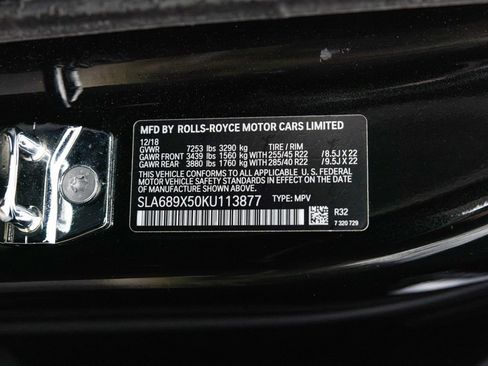 MFD BY ROLLS-ROYCE MOTOR CARS LIMITED
12/18
GVWR 7253 lbs 3290 kg TIRE / RIM
GAWR FRONT 3439 lbs 1560 kg WITH 255/45 R22 /8.5J X 22
GAWR REAR 3880 lbs 1760 kg WITH 285/40 R22 /9.5J X 22
THIS VEHICLE CONFORMS TO ALL APPLICABLE U. S. FEDERAL
MOTOR VEHICLE SAFETY STANDARDS IN EFFECT ON THE
DATE OF MANUFACTURE SHOWN ABOVE.
SLA689X50KU113877 TYPE: MPV
R32
7 320 729